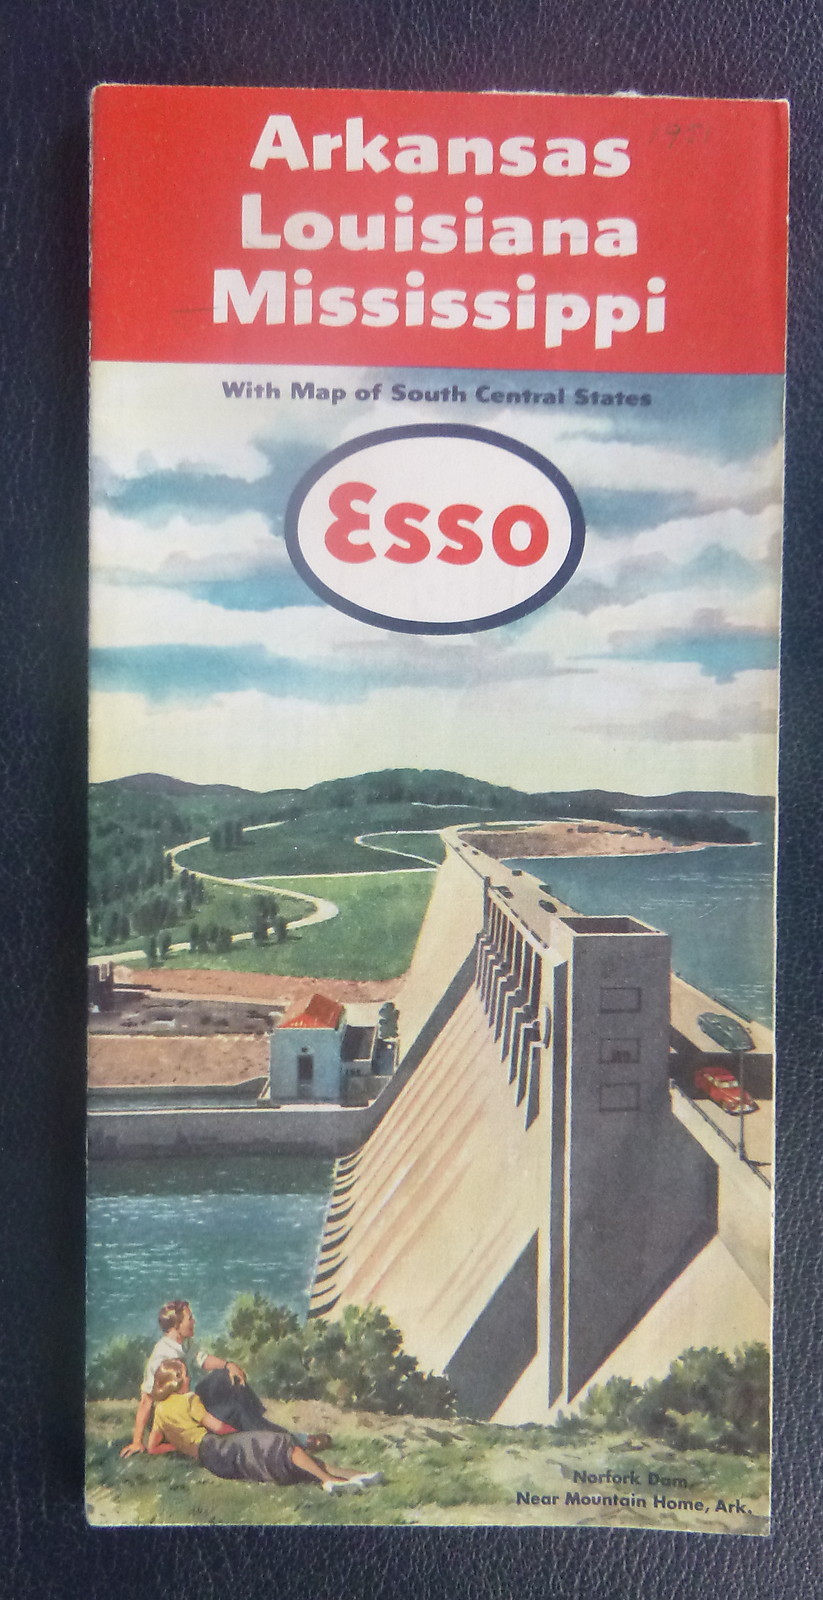 Arkansas
Louisiana
Mississippi
With Map of South Central States
Esso
Norfork Dam
Near Mountain Home, Ark.